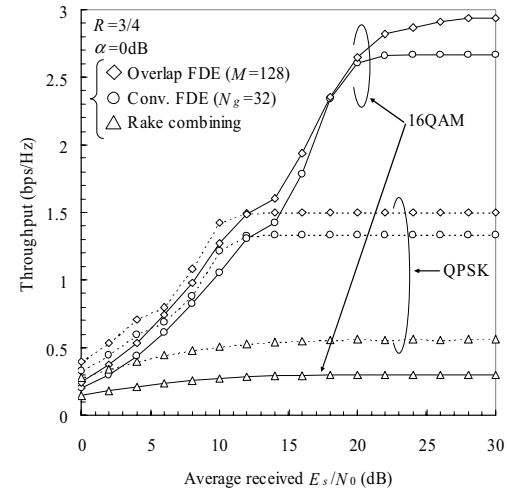 R=3/4
α=0dB
Overlap FDE (M=128)
Conv. FDE (Ng=32)
Rake combining
16QAM
QPSK
Throughput (bps/Hz)
3
2.5
2
1.5
1
0.5
0
0 5 10 15 20 25 30
Average received Es/N0 (dB)